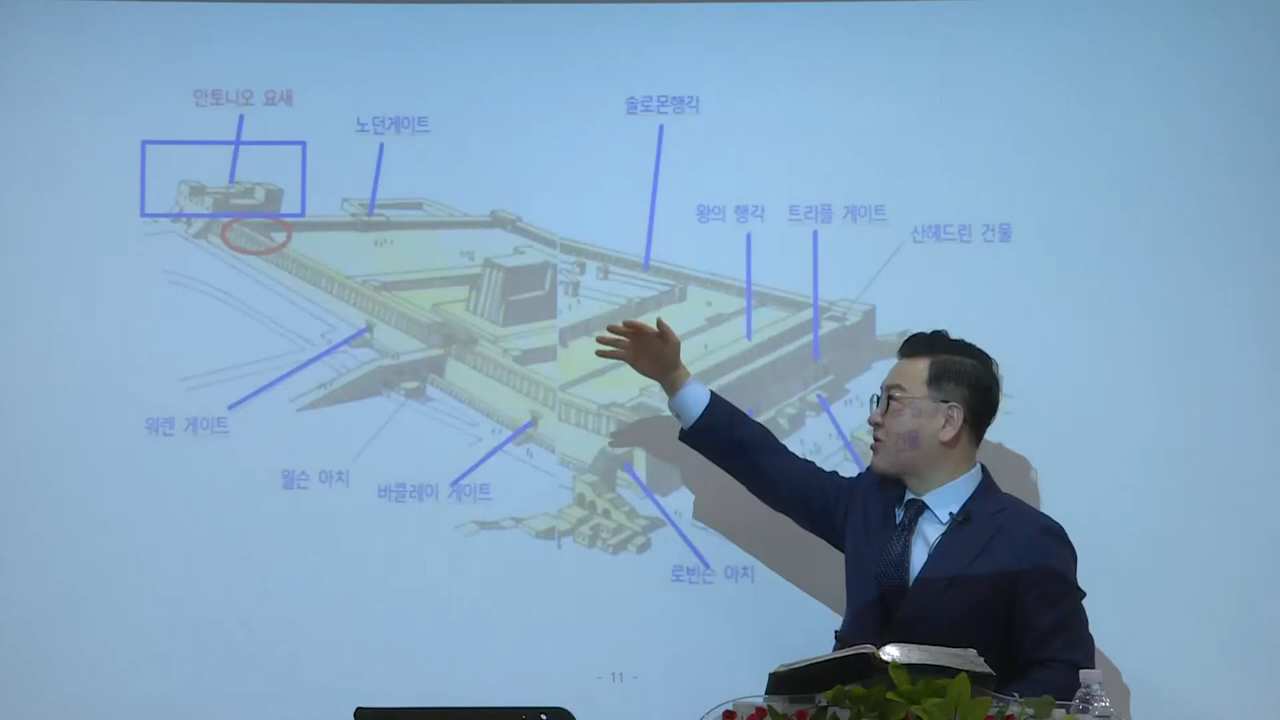 안토니오 요새
노던게이트
솔로몬행각
왕의 행각
트리플 게이트
산헤드린 건물
워렌 게이트
윌슨 아치
바클레이 게이트
로빈슨 아치
건물
- 11 -